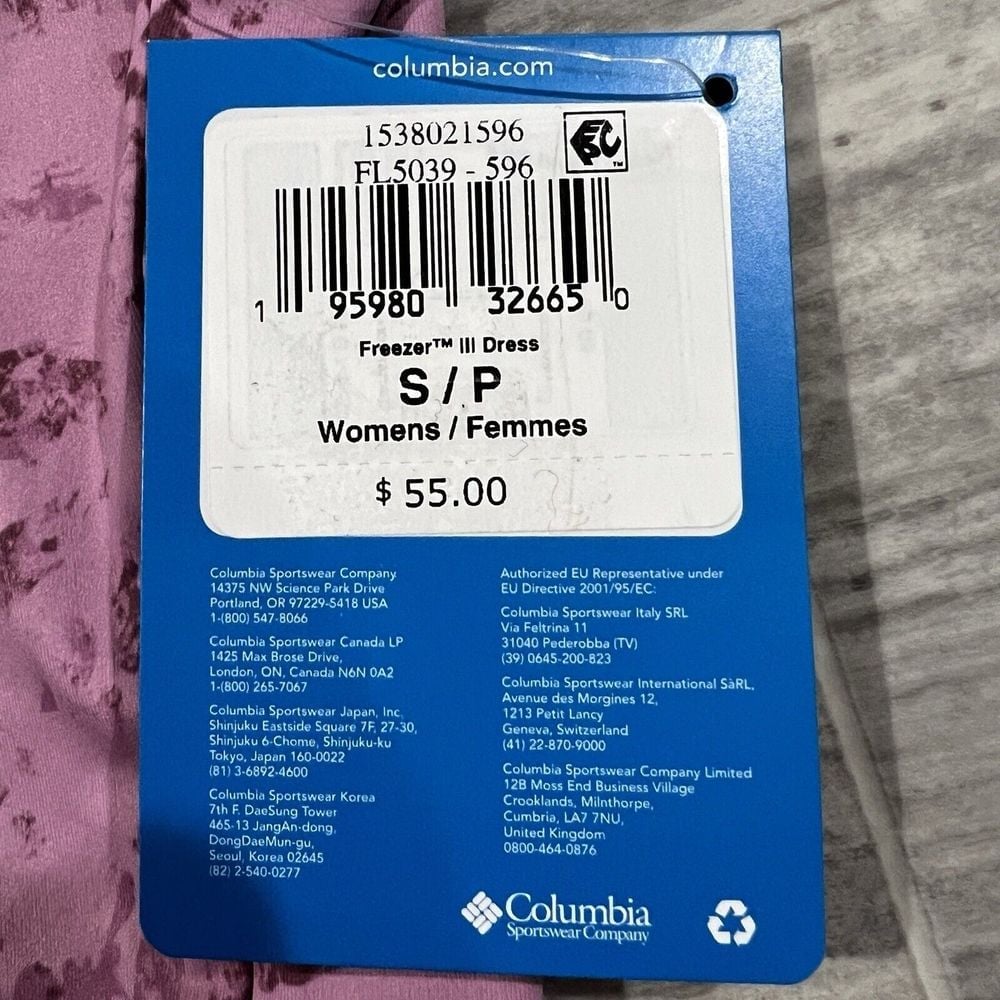 columbia.com
1538021596
FL5039 - 596
ESC™
1 95980 32665 0
Freezer™ III Dress
S / P
Womens / Femmes
$ 55.00
Columbia Sportswear Company
14375 NW Science Park Drive
Portland, OR 97229-5418 USA
1-(800) 547-8066
Columbia Sportswear Canada LP
1425 Max Brose Drive,
London, ON, Canada N6N 0A2
1-(800) 265-7067
Columbia Sportswear Japan, Inc.
Shinjuku Eastside Square 7F, 27-30,
Shinjuku 6-Chome, Shinjuku-ku
Tokyo, Japan 160-0022
(81) 3-6892-4600
Columbia Sportswear Korea
7th F. DaeSung Tower
465-13 JangAn-dong,
DongDaeMun-gu,
Seoul, Korea 02645
(82) 2-540-0277
Authorized EU Representative under
EU Directive 2001/95/EC:
Columbia Sportswear Italy SRL
Via Feltrina 11
31040 Pederobba (TV)
(39) 0645-200-823
Columbia Sportswear International SàRL,
Avenue des Morgines 12,
1213 Petit Lancy
Geneva, Switzerland
(41) 22-870-9000
Columbia Sportswear Company Limited
12B Moss End Business Village
Crooklands, Milnthorpe,
Cumbria, LA7 7NU,
United Kingdom
0800-464-0876
Columbia
Sportswear Company